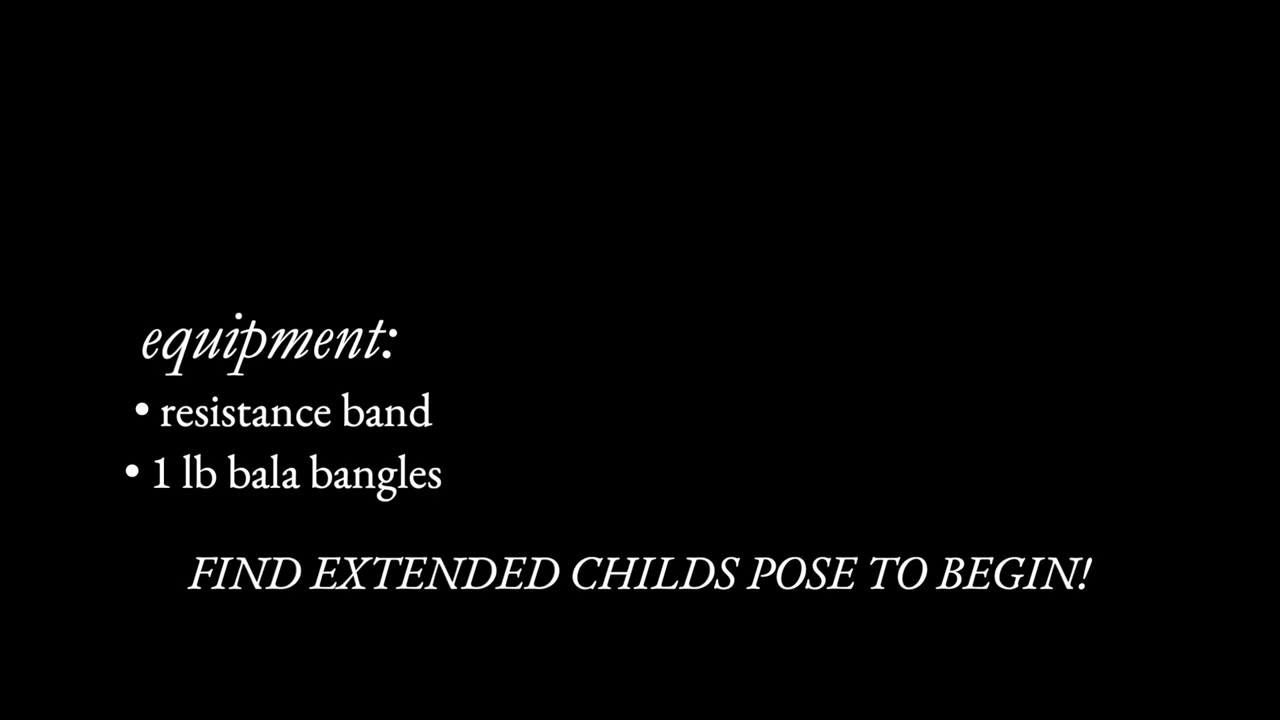 equipment:
• resistance band
• 1 lb bala bangles
FIND EXTENDED CHILDS POSE TO BEGIN!